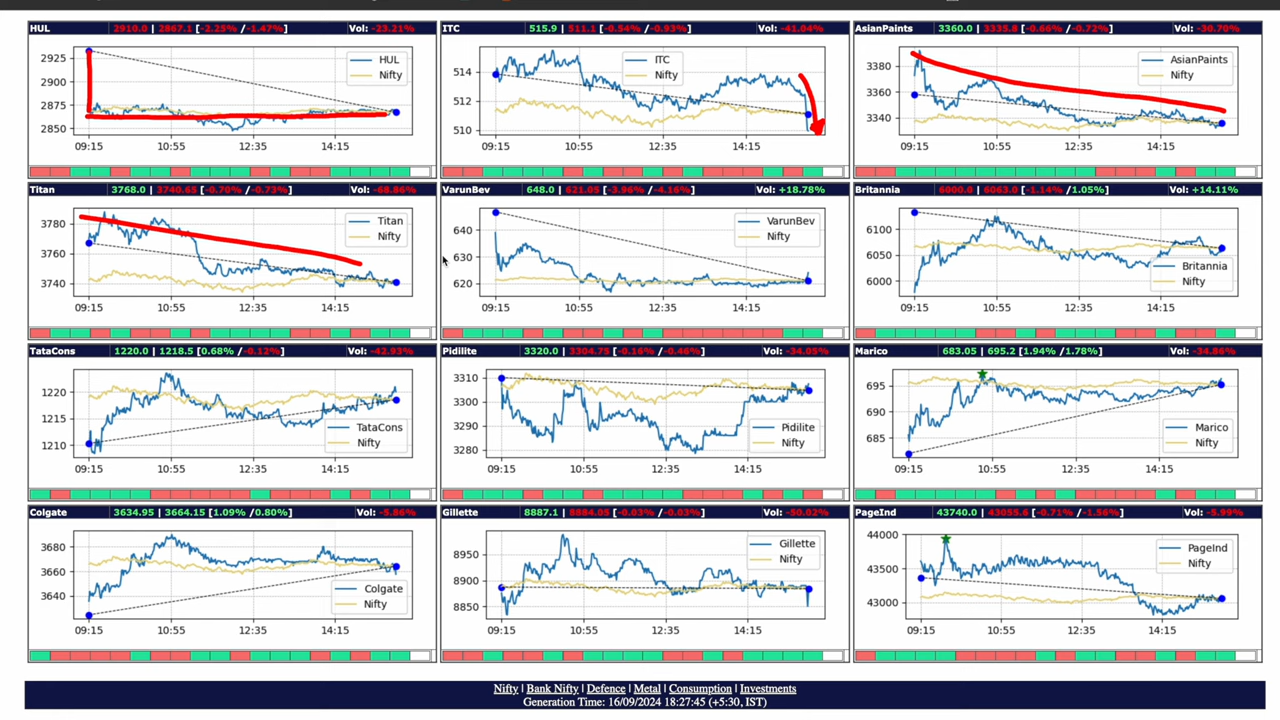 HUL 2910.0 | 2867.1 [-2.25% /-1.47%] Vol: -23.21%
2925
2900
2875
2850
HUL
Nifty
09:15 10:55 12:35 14:15
ITC 515.9 | 511.1 [-0.54% /-0.93%] Vol: -41.04%
514
512
510
ITC
Nifty
09:15 10:55 12:35 14:15
AsianPaints 3360.0 | 3335.8 [-0.66% /-0.72%] Vol: -30.70%
3380
3360
3340
AsianPaints
Nifty
09:15 10:55 12:35 14:15
Titan 3768.0 | 3740.65 [-0.70% /-0.73%] Vol: -68.86%
3780
3760
3740
Titan
Nifty
09:15 10:55 12:35 14:15
VarunBev 648.0 | 621.05 [-3.96% /-4.16%] Vol: +18.78%
640
630
620
VarunBev
Nifty
09:15 10:55 12:35 14:15
Britannia 6000.0 | 6063.0 [-1.14% /1.05%] Vol: +14.11%
6100
6050
6000
Britannia
Nifty
09:15 10:55 12:35 14:15
TataCons 1220.0 | 1218.5 [0.68% /-0.12%] Vol: -42.93%
1220
1215
1210
TataCons
Nifty
09:15 10:55 12:35 14:15
Pidilite 3320.0 | 3304.75 [-0.16% /-0.46%] Vol: -34.05%
3310
3300
3290
3280
Pidilite
Nifty
09:15 10:55 12:35 14:15
Marico 683.05 | 695.2 [1.94% /1.78%] Vol: -34.86%
695
690
685
Marico
Nifty
09:15 10:55 12:35 14:15
Colgate 3634.95 | 3664.15 [1.09% /0.80%] Vol: -5.86%
3680
3660
3640
Colgate
Nifty
09:15 10:55 12:35 14:15
Gillette 8887.1 | 8884.05 [-0.03% /-0.03%] Vol: -50.02%
8950
8900
8850
Gillette
Nifty
09:15 10:55 12:35 14:15
PageInd 43740.0 | 43055.6 [-0.71% /-1.56%] Vol: -5.99%
44000
43500
43000
PageInd
Nifty
09:15 10:55 12:35 14:15
Nifty | Bank Nifty | Defence | Metal | Consumption | Investments
Generation Time: 16/09/2024 18:27:45 (+5:30, IST)